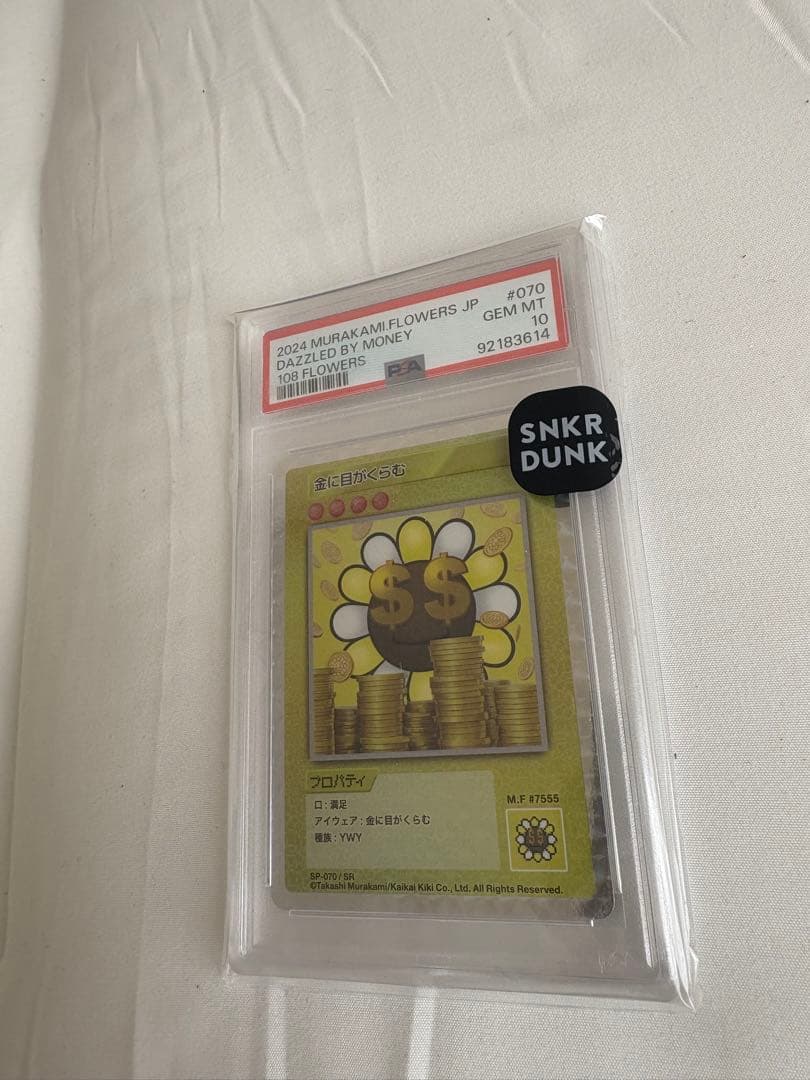 2024 MURAKAMI.FLOWERS JP #070
DAZZLED BY MONEY GEM MT
108 FLOWERS 10
PSA 92183614
SNKR
DUNK
金に目がくらむ
$ $
プロパティ
口:満足
アイウェア:金に目がくらむ
種族:YWY
M.F #7555
SP-070 / SR
©Takashi Murakami/Kaikai Kiki Co., Ltd. All Rights Reserved.